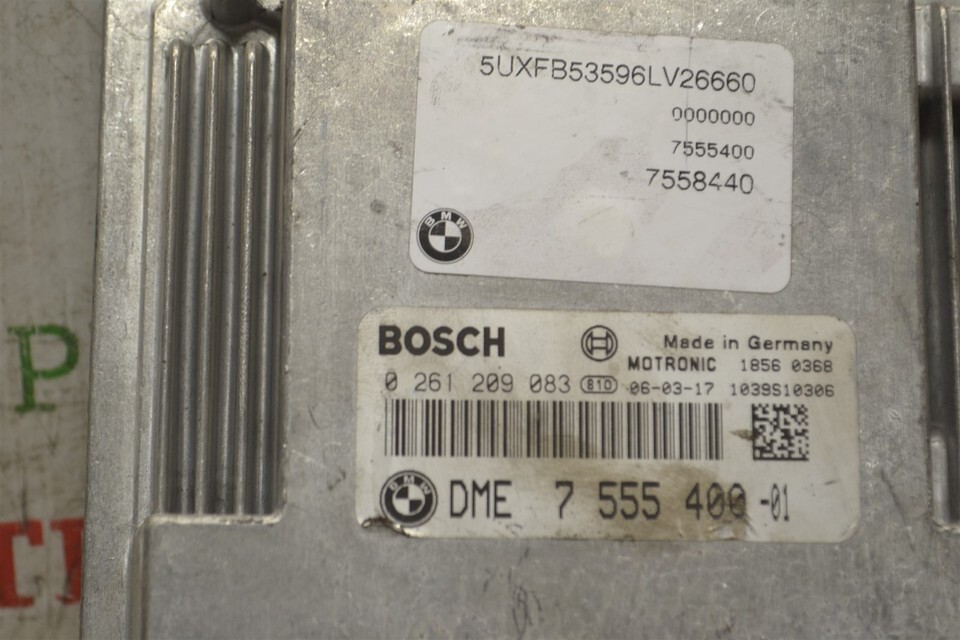 5UXFB53596LV26660
0000000
7555400
7558440
BMW
BOSCH
Made in Germany
MOTRONIC 1856 0368
0 261 209 083 810 06-03-17 1039S10306
BMW DME 7 555 400 -01
P